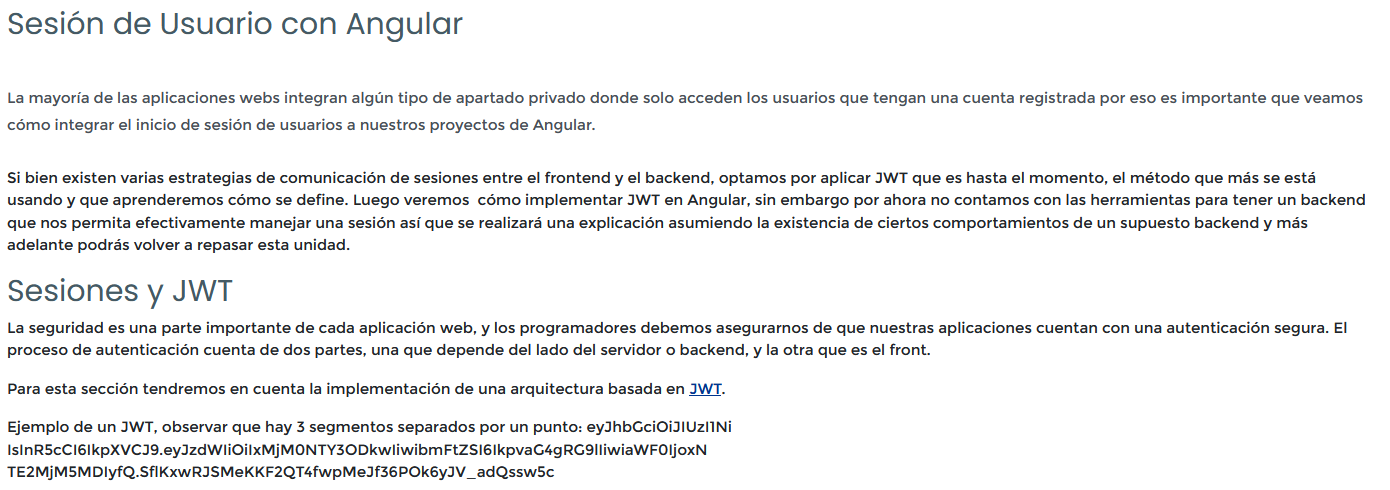 Sesión de Usuario con Angular
La mayoría de las aplicaciones webs integran algún tipo de apartado privado donde solo acceden los usuarios que tengan una cuenta registrada por eso es importante que veamos
cómo integrar el inicio de sesión de usuarios a nuestros proyectos de Angular.
Si bien existen varias estrategias de comunicación de sesiones entre el frontend y el backend, optamos por aplicar JWT que es hasta el momento, el método que más se está
usando y que aprenderemos cómo se define. Luego veremos  cómo implementar JWT en Angular, sin embargo por ahora no contamos con las herramientas para tener un backend
que nos permita efectivamente manejar una sesión así que se realizará una explicación asumiendo la existencia de ciertos comportamientos de un supuesto backend y más
adelante podrás volver a repasar esta unidad.
Sesiones y JWT
La seguridad es una parte importante de cada aplicación web, y los programadores debemos asegurarnos de que nuestras aplicaciones cuentan con una autenticación segura. El
proceso de autenticación cuenta de dos partes, una que depende del lado del servidor o backend, y la otra que es el front.
Para esta sección tendremos en cuenta la implementación de una arquitectura basada en JWT.
Ejemplo de un JWT, observar que hay 3 segmentos separados por un punto: eyJhbGciOiJIUzI1Ni
IsInR5cCI6IkpXVCJ9.eyJzdWIiOiIxMjM0NTY3ODkwIiwibmFtZSI6IkpvaG4gRG9lIiwiaWF0IjoxN
TE2MjM5MDIyfQ.SflKxwRJSMeKKF2QT4fwpMeJf36POk6yJV_adQssw5c